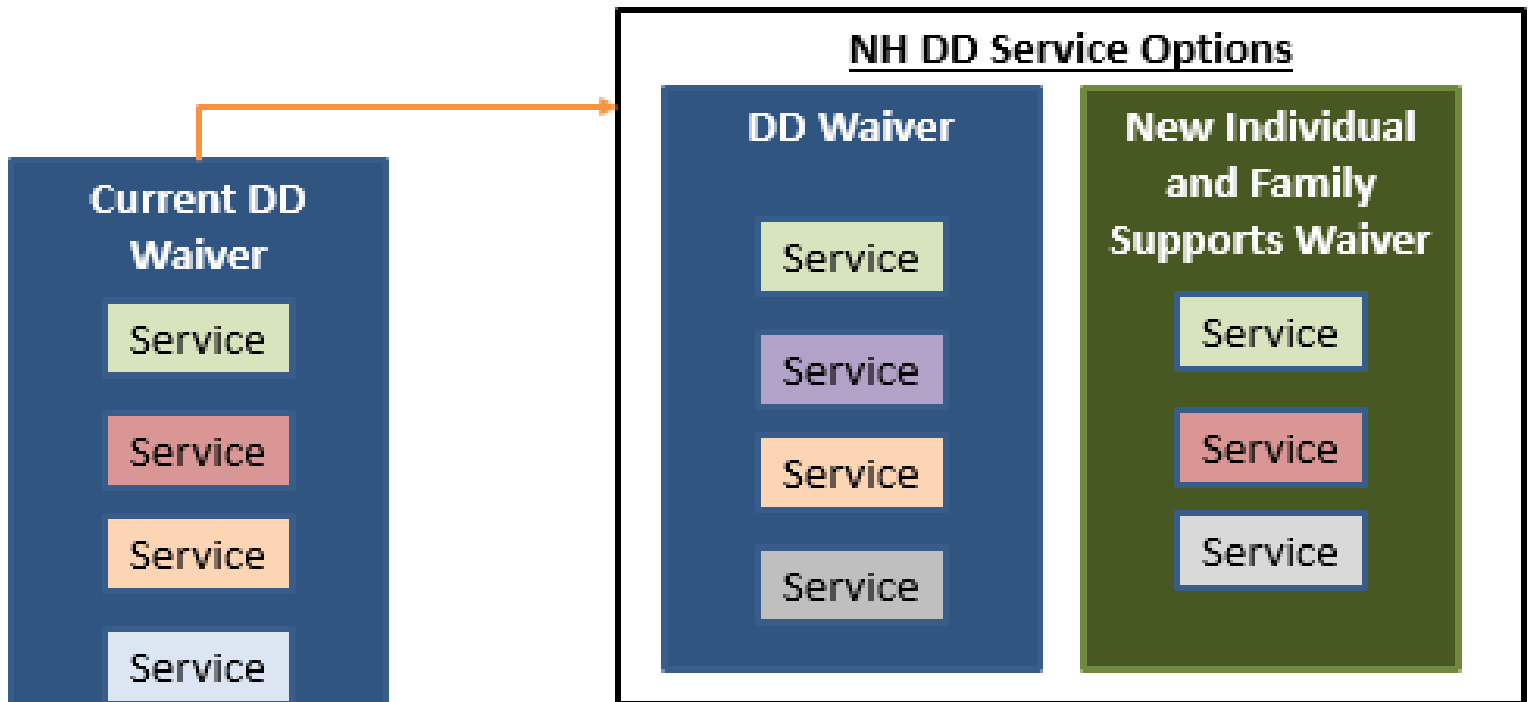 Current DD
Waiver
Service
Service
Service
Service
NH DD Service Options
DD Waiver
Service
Service
Service
Service
New Individual
and Family
Supports Waiver
Service
Service
Service